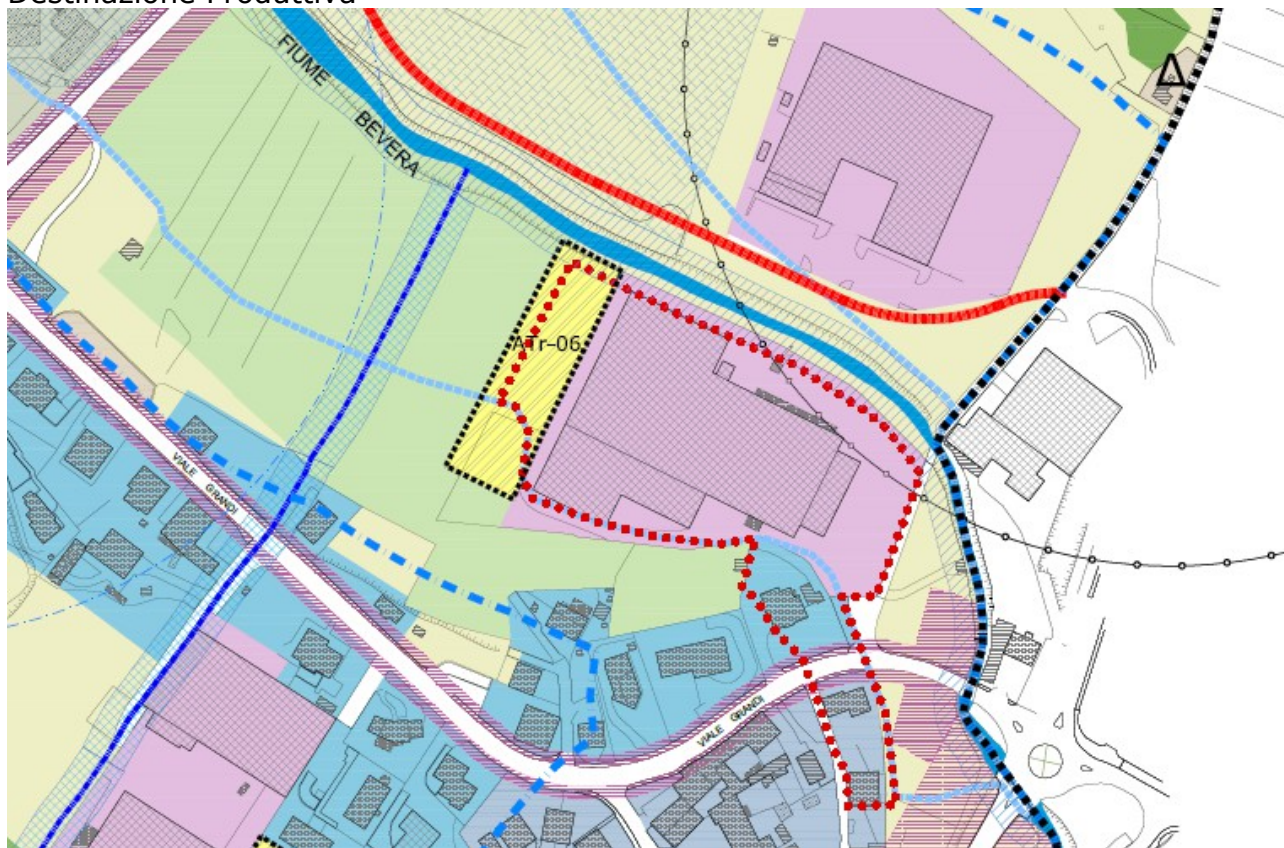 Destinazione Produttiva
FIUME
BEVERA
ATr-06
VIALE GRANDI
VIALE GRANDI